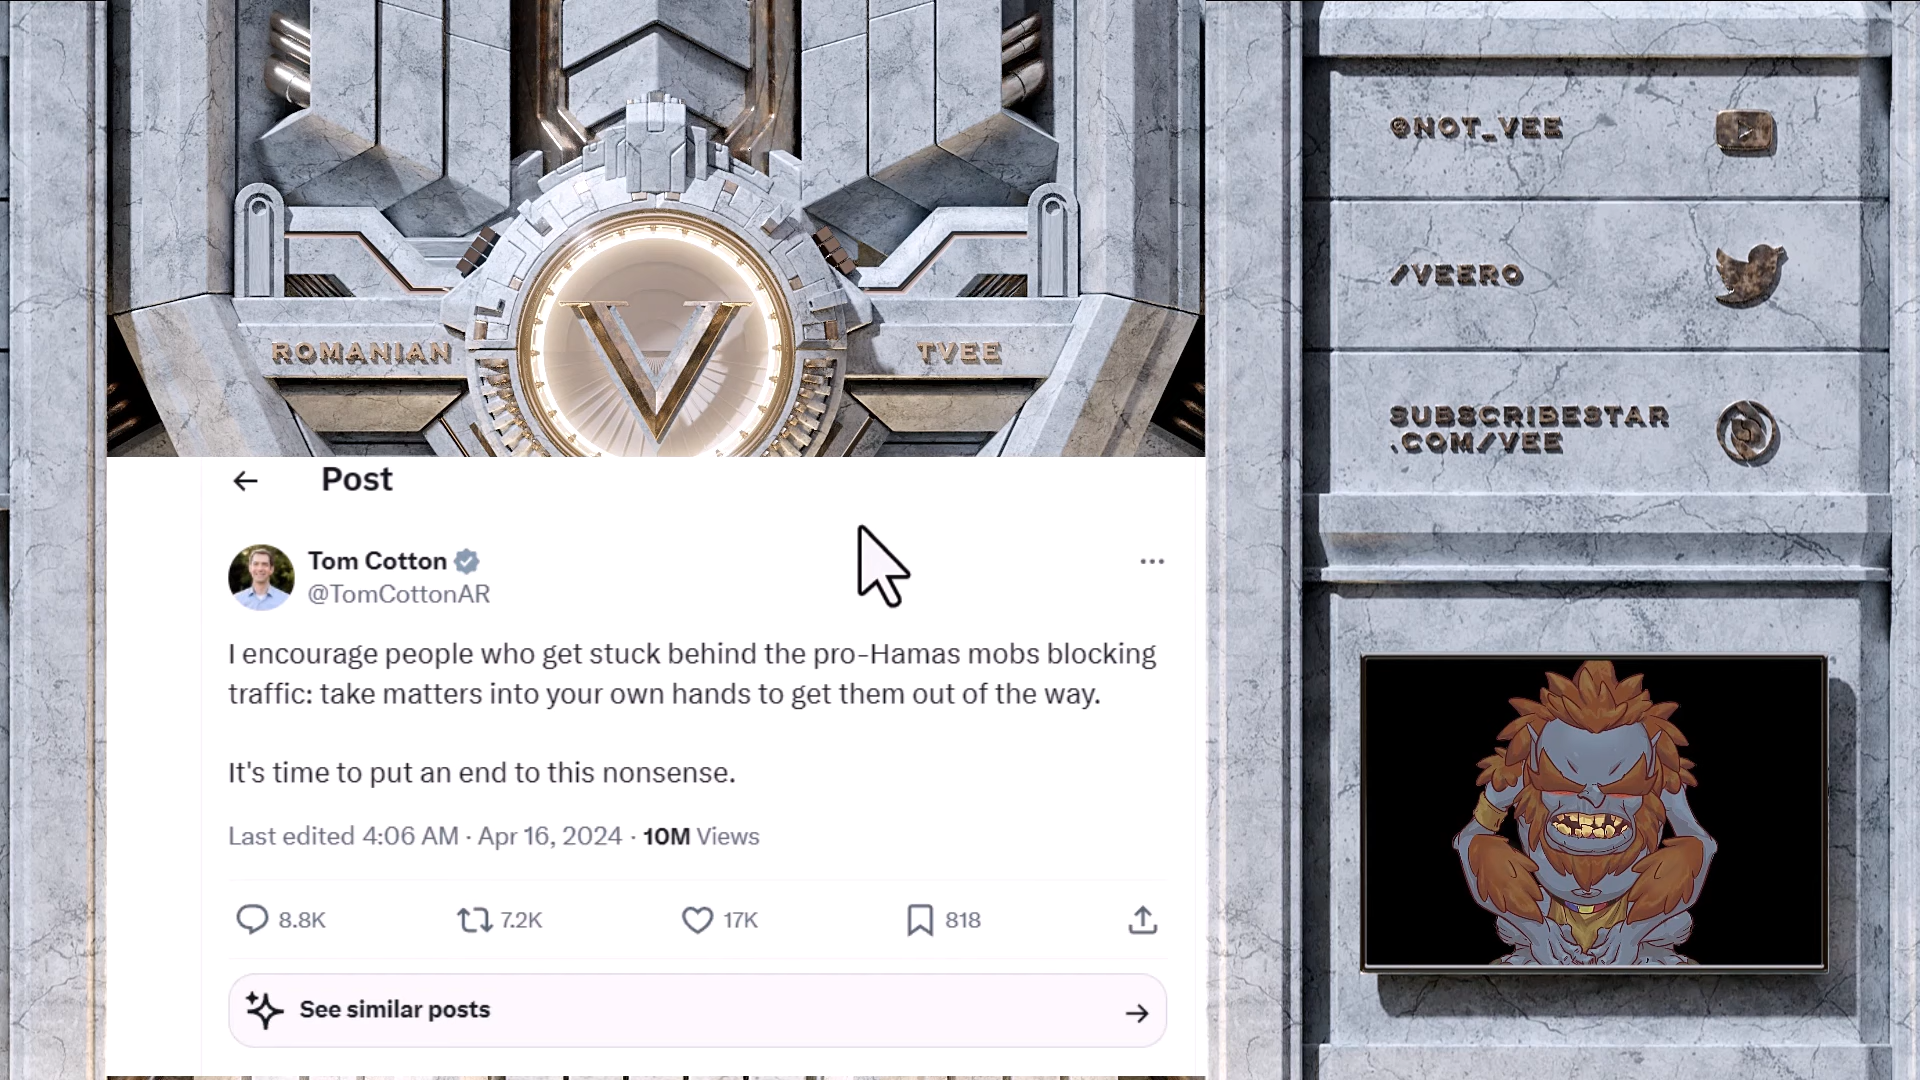 ROMANIAN
TVEE
V
Post
Tom Cotton
@TomCottonAR
I encourage people who get stuck behind the pro-Hamas mobs blocking
traffic: take matters into your own hands to get them out of the way.
It's time to put an end to this nonsense.
Last edited 4:06 AM · Apr 16, 2024 · 10M Views
8.8K 7.2K 17K 818
See similar posts
@NOT_VEE
/VEERO
SUBSCRIBESTAR
.COM/VEE